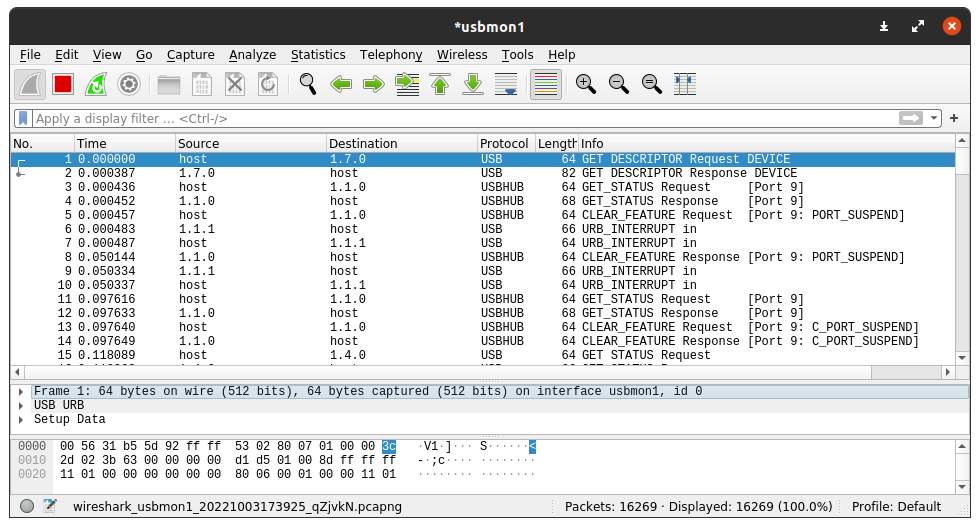 *usbmon1
File Edit View Go Capture Analyze Statistics Telephony Wireless Tools Help
Apply a display filter ... <Ctrl-/>
No. Time Source Destination Protocol Length Info
1 0.000000 host 1.7.0 USB 64 GET DESCRIPTOR Request DEVICE
2 0.000387 1.7.0 host USB 82 GET DESCRIPTOR Response DEVICE
3 0.000436 host 1.1.0 USBHUB 64 GET_STATUS Request [Port 9]
4 0.000452 1.1.0 host USBHUB 68 GET_STATUS Response [Port 9]
5 0.000457 host 1.1.0 USBHUB 64 CLEAR_FEATURE Request [Port 9: PORT_SUSPEND]
6 0.000483 1.1.1 host USB 66 URB_INTERRUPT in
7 0.000487 host 1.1.1 USB 64 URB_INTERRUPT in
8 0.050144 1.1.0 host USBHUB 64 CLEAR_FEATURE Response [Port 9: PORT_SUSPEND]
9 0.050334 1.1.1 host USB 66 URB_INTERRUPT in
10 0.050337 host 1.1.1 USB 64 URB_INTERRUPT in
11 0.097616 host 1.1.0 USBHUB 64 GET_STATUS Request [Port 9]
12 0.097633 1.1.0 host USBHUB 68 GET_STATUS Response [Port 9]
13 0.097640 host 1.1.0 USBHUB 64 CLEAR_FEATURE Request [Port 9: C_PORT_SUSPEND]
14 0.097649 1.1.0 host USBHUB 64 CLEAR_FEATURE Response [Port 9: C_PORT_SUSPEND]
15 0.118089 host 1.4.0 USB 64 GET STATUS Request
Frame 1: 64 bytes on wire (512 bits), 64 bytes captured (512 bits) on interface usbmon1, id 0
USB URB
Setup Data
0000 00 56 31 b5 5d 92 ff ff 53 02 80 07 01 00 00 3c ·V1·]··· S······<
0010 2d 02 3b 63 00 00 00 00 d1 d5 01 00 8d ff ff ff -·;c···· ········
0020 11 01 00 00 00 00 00 00 80 06 00 01 00 00 11 01 ········ ········
wireshark_usbmon1_20221003173925_qZjvkN.pcapng Packets: 16269 · Displayed: 16269 (100.0%) Profile: Default